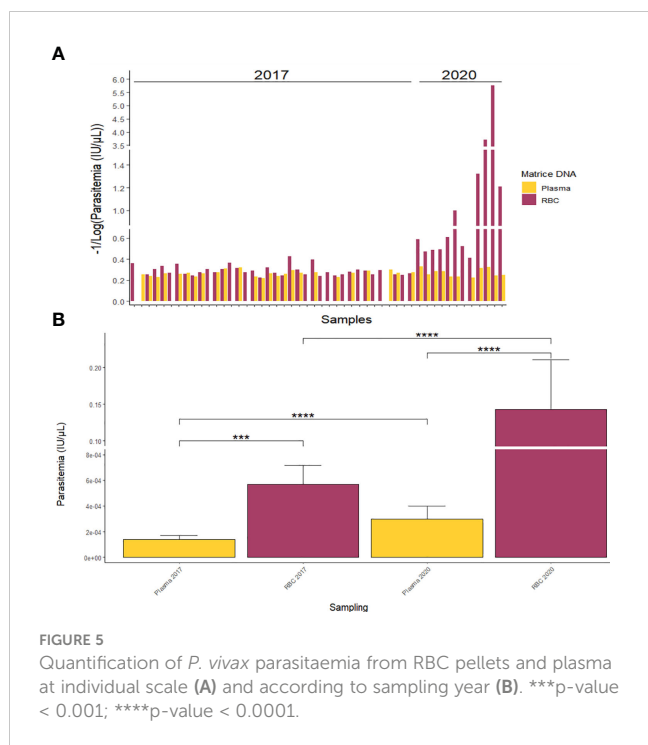 A
2017
2020
-1/Log(Parasitemia (IU/µL))
6.0
5.5
5.0
4.5
4.0
3.5
1.4
1.2
1.0
0.6
0.4
0.2
0.0
Samples
Matrice DNA
Plasma
RBC
B
****
****
****
***
Parasitemia (IU/µL)
0.20
0.15
0.10
8e-04
6e-04
4e-04
2e-04
0e+00
Plasma 2017
RBC 2017
Plasma 2020
RBC 2020
Sampling
FIGURE 5
Quantification of P. vivax parasitaemia from RBC pellets and plasma
at individual scale (A) and according to sampling year (B). ***p-value
< 0.001; ****p-value < 0.0001.